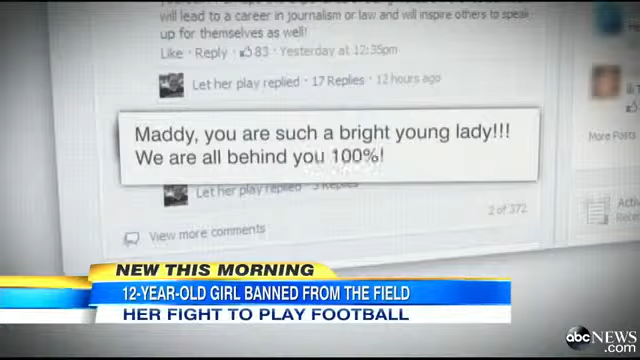 will lead to a career in journalism or law and will inspire others to speak
up for themselves as well!
Like · Reply · 83 · Yesterday at 12:35pm
Let her play replied · 17 Replies · 12 hours ago
Maddy, you are such a bright young lady!!!
We are all behind you 100%!
Let her play replied · 3 Replies
2 of 372
View more comments
More Posts
NEW THIS MORNING
12-YEAR-OLD GIRL BANNED FROM THE FIELD
HER FIGHT TO PLAY FOOTBALL
abc NEWS
.com